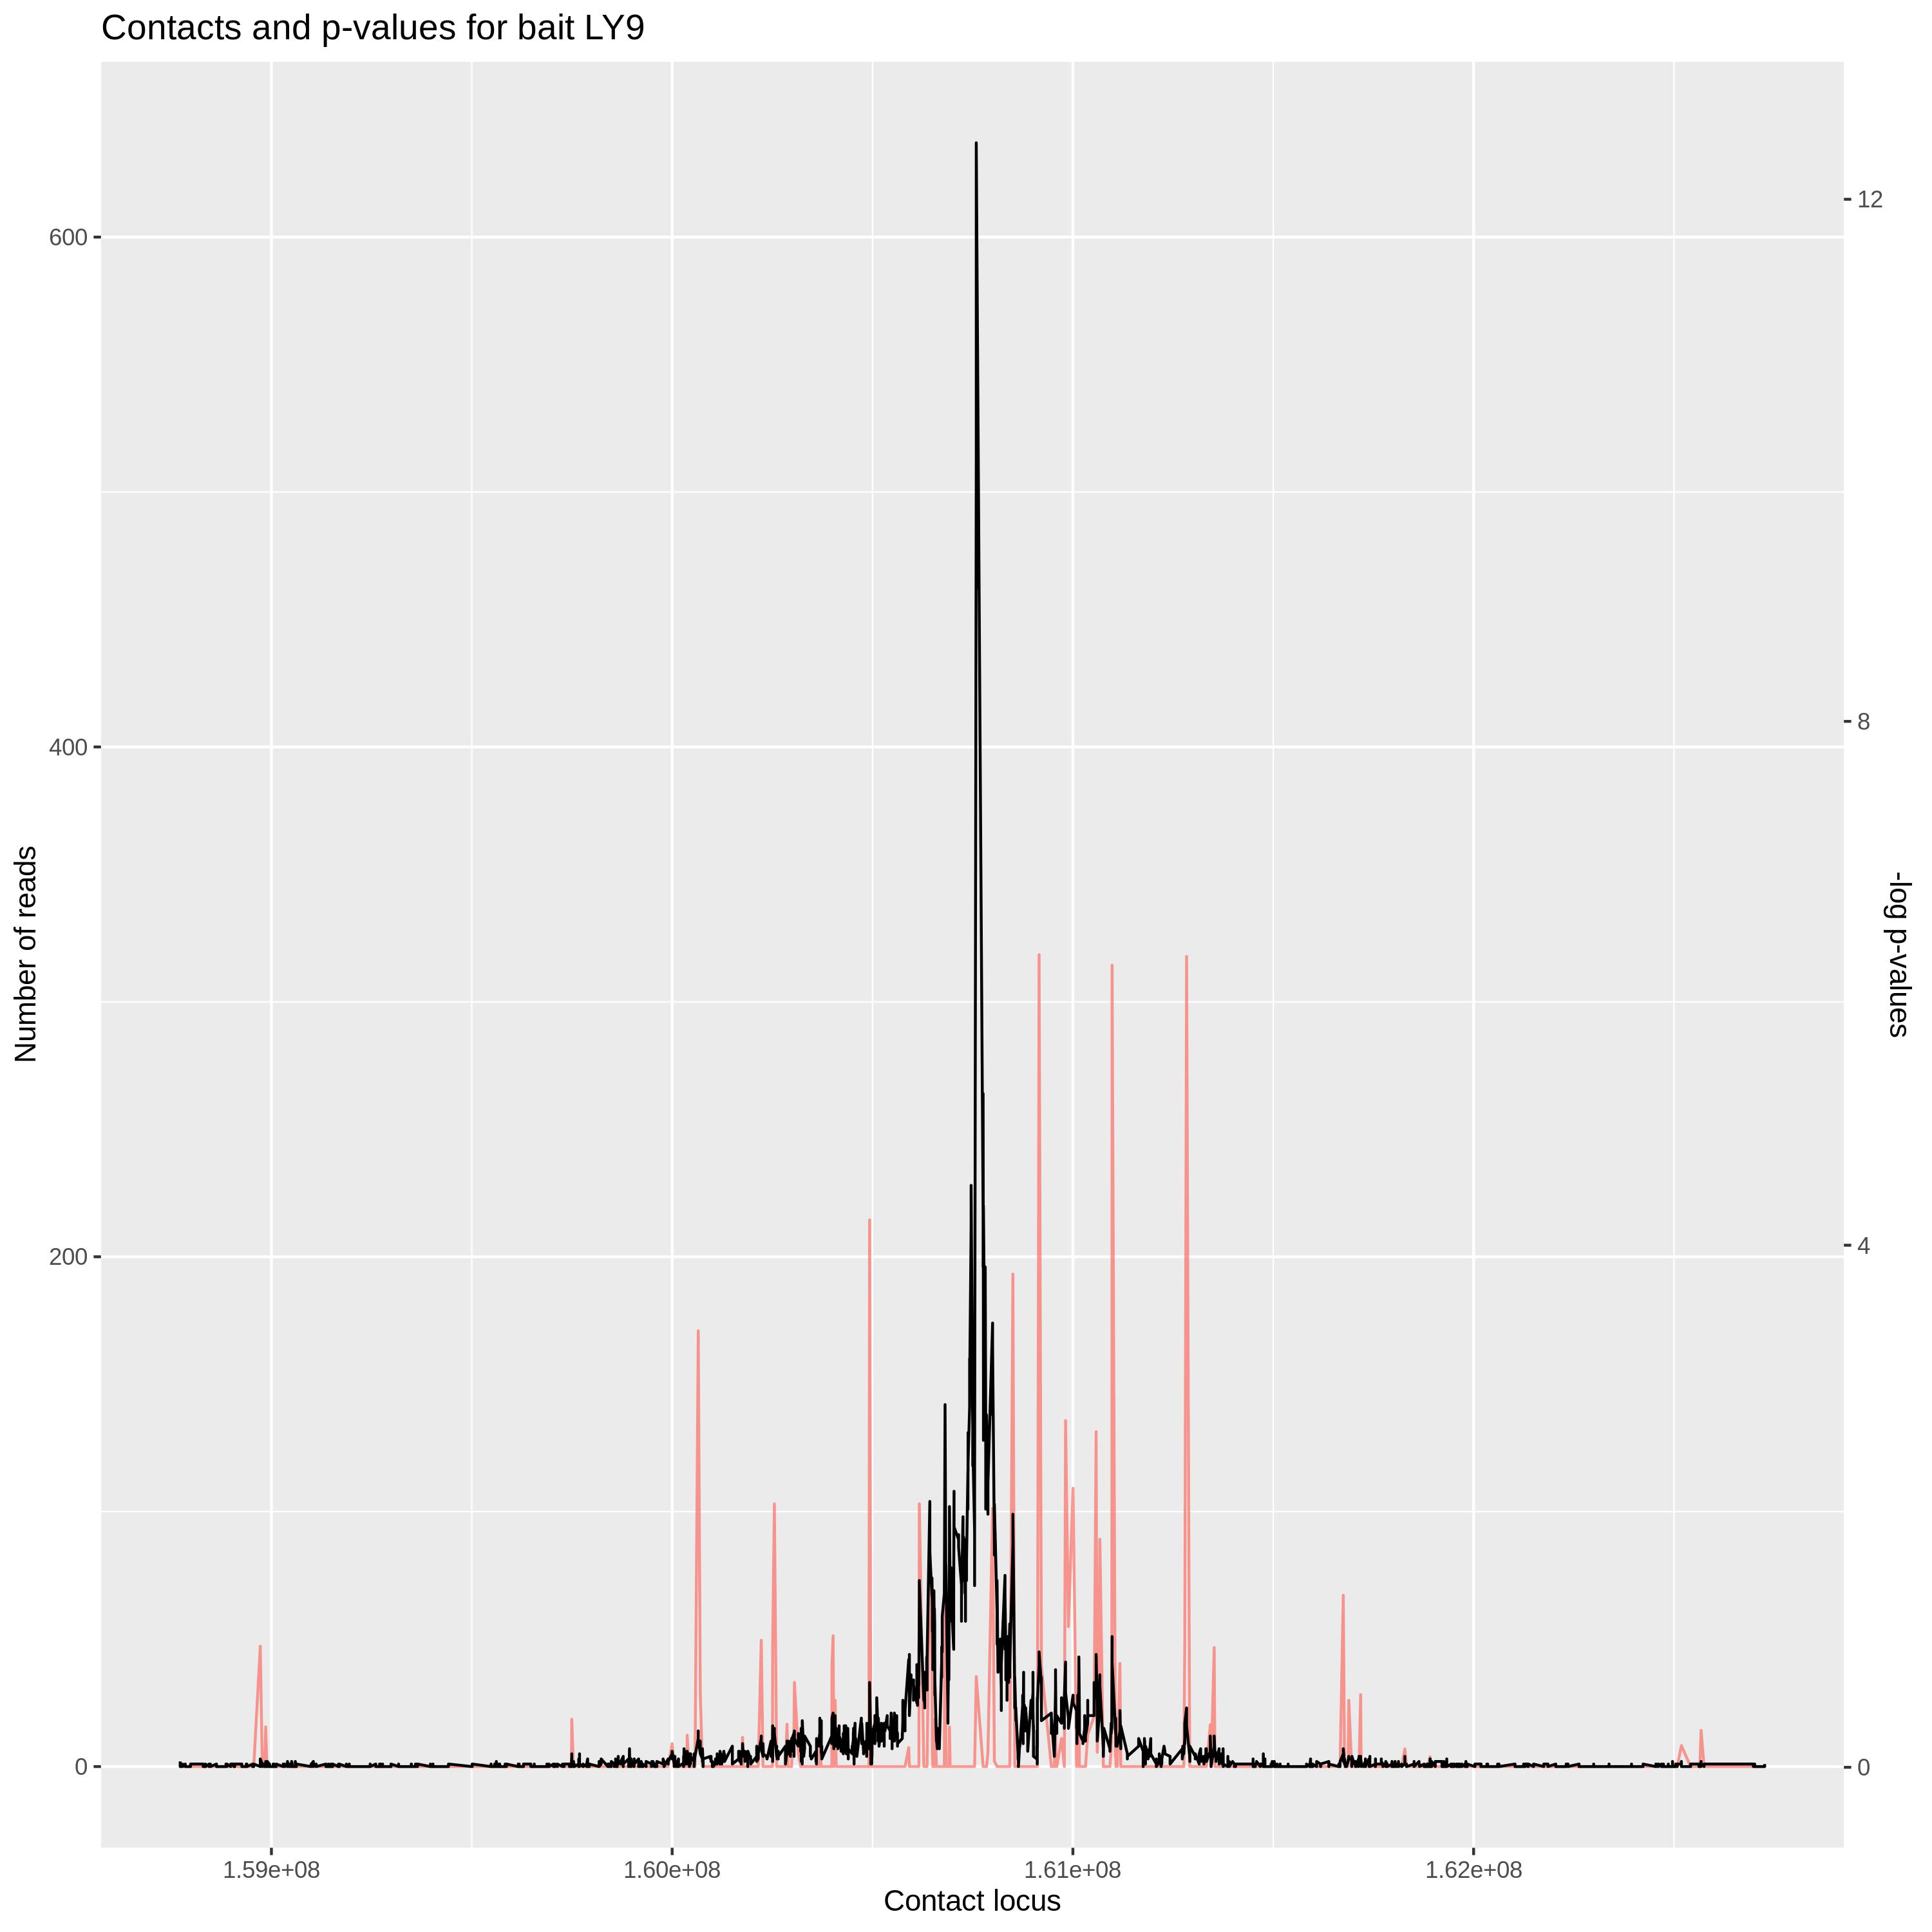 Contacts and p-values for bait LY9
600
400
200
0
Number of reads
12
8
4
0
-log p-values
1.59e+08
1.60e+08
1.61e+08
1.62e+08
Contact locus